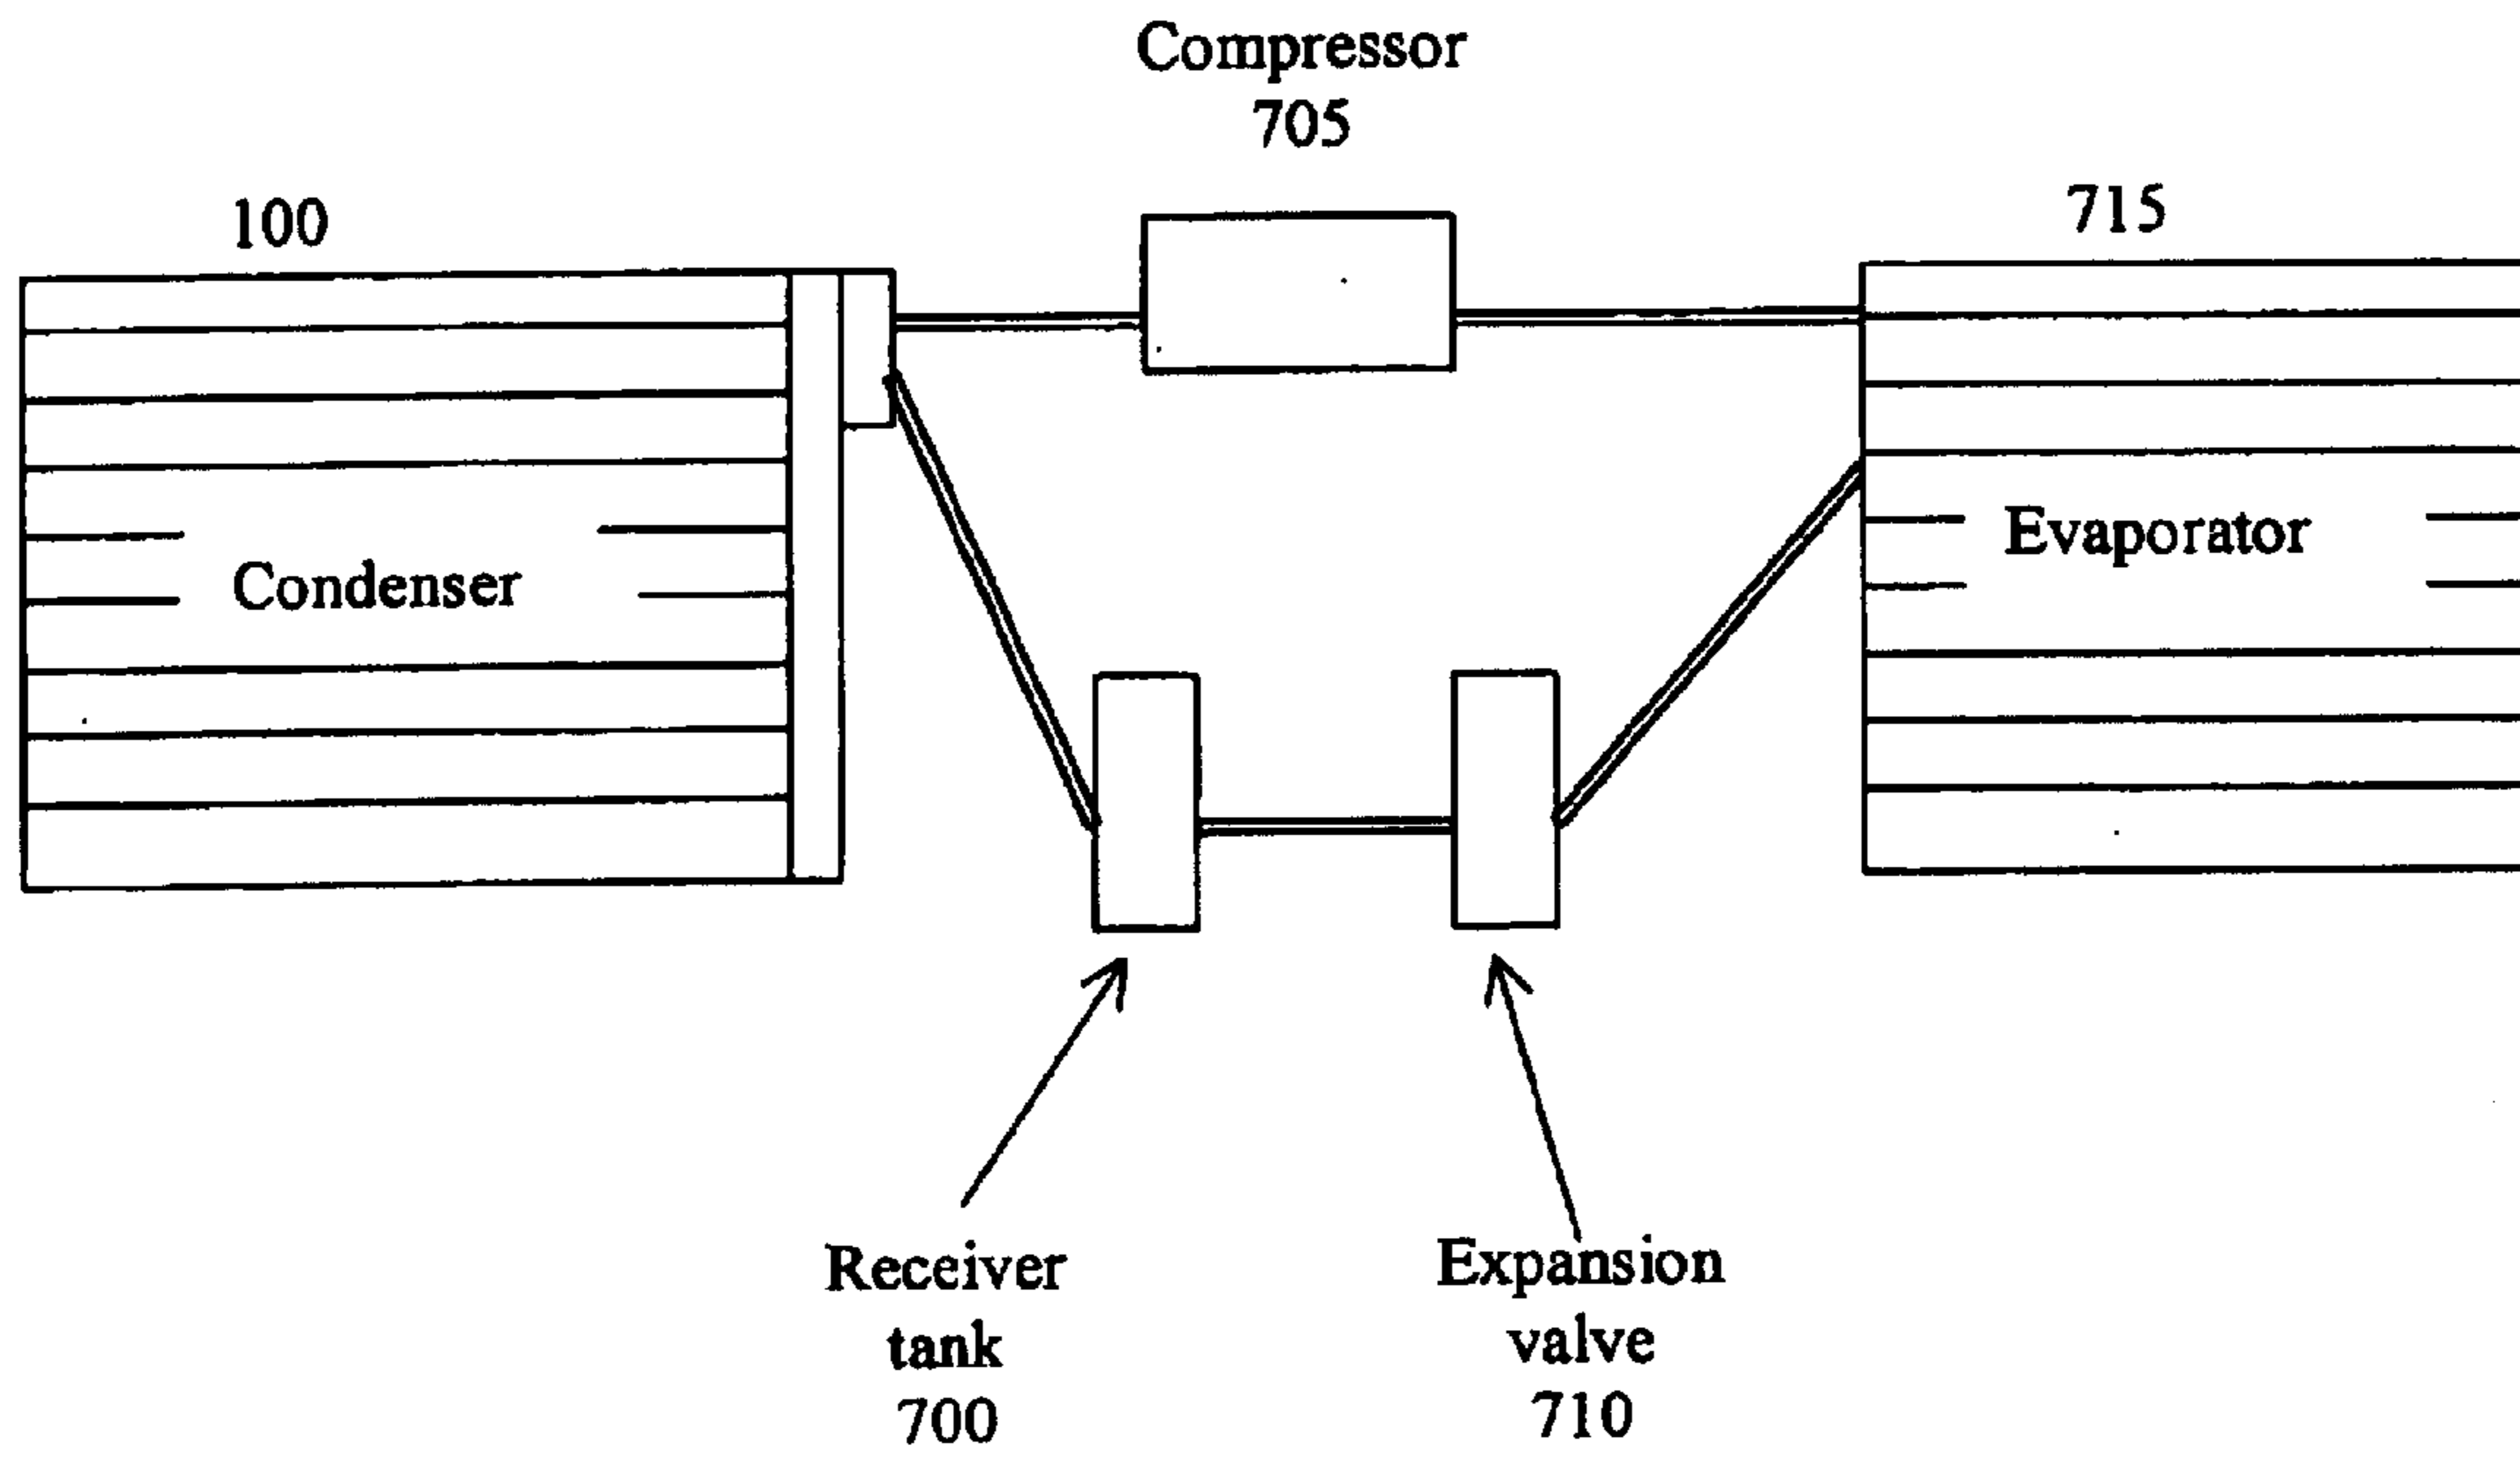 Compressor
705
100
715
Condenser
Evaporator
Receiver
tank
700
Expansion
valve
710